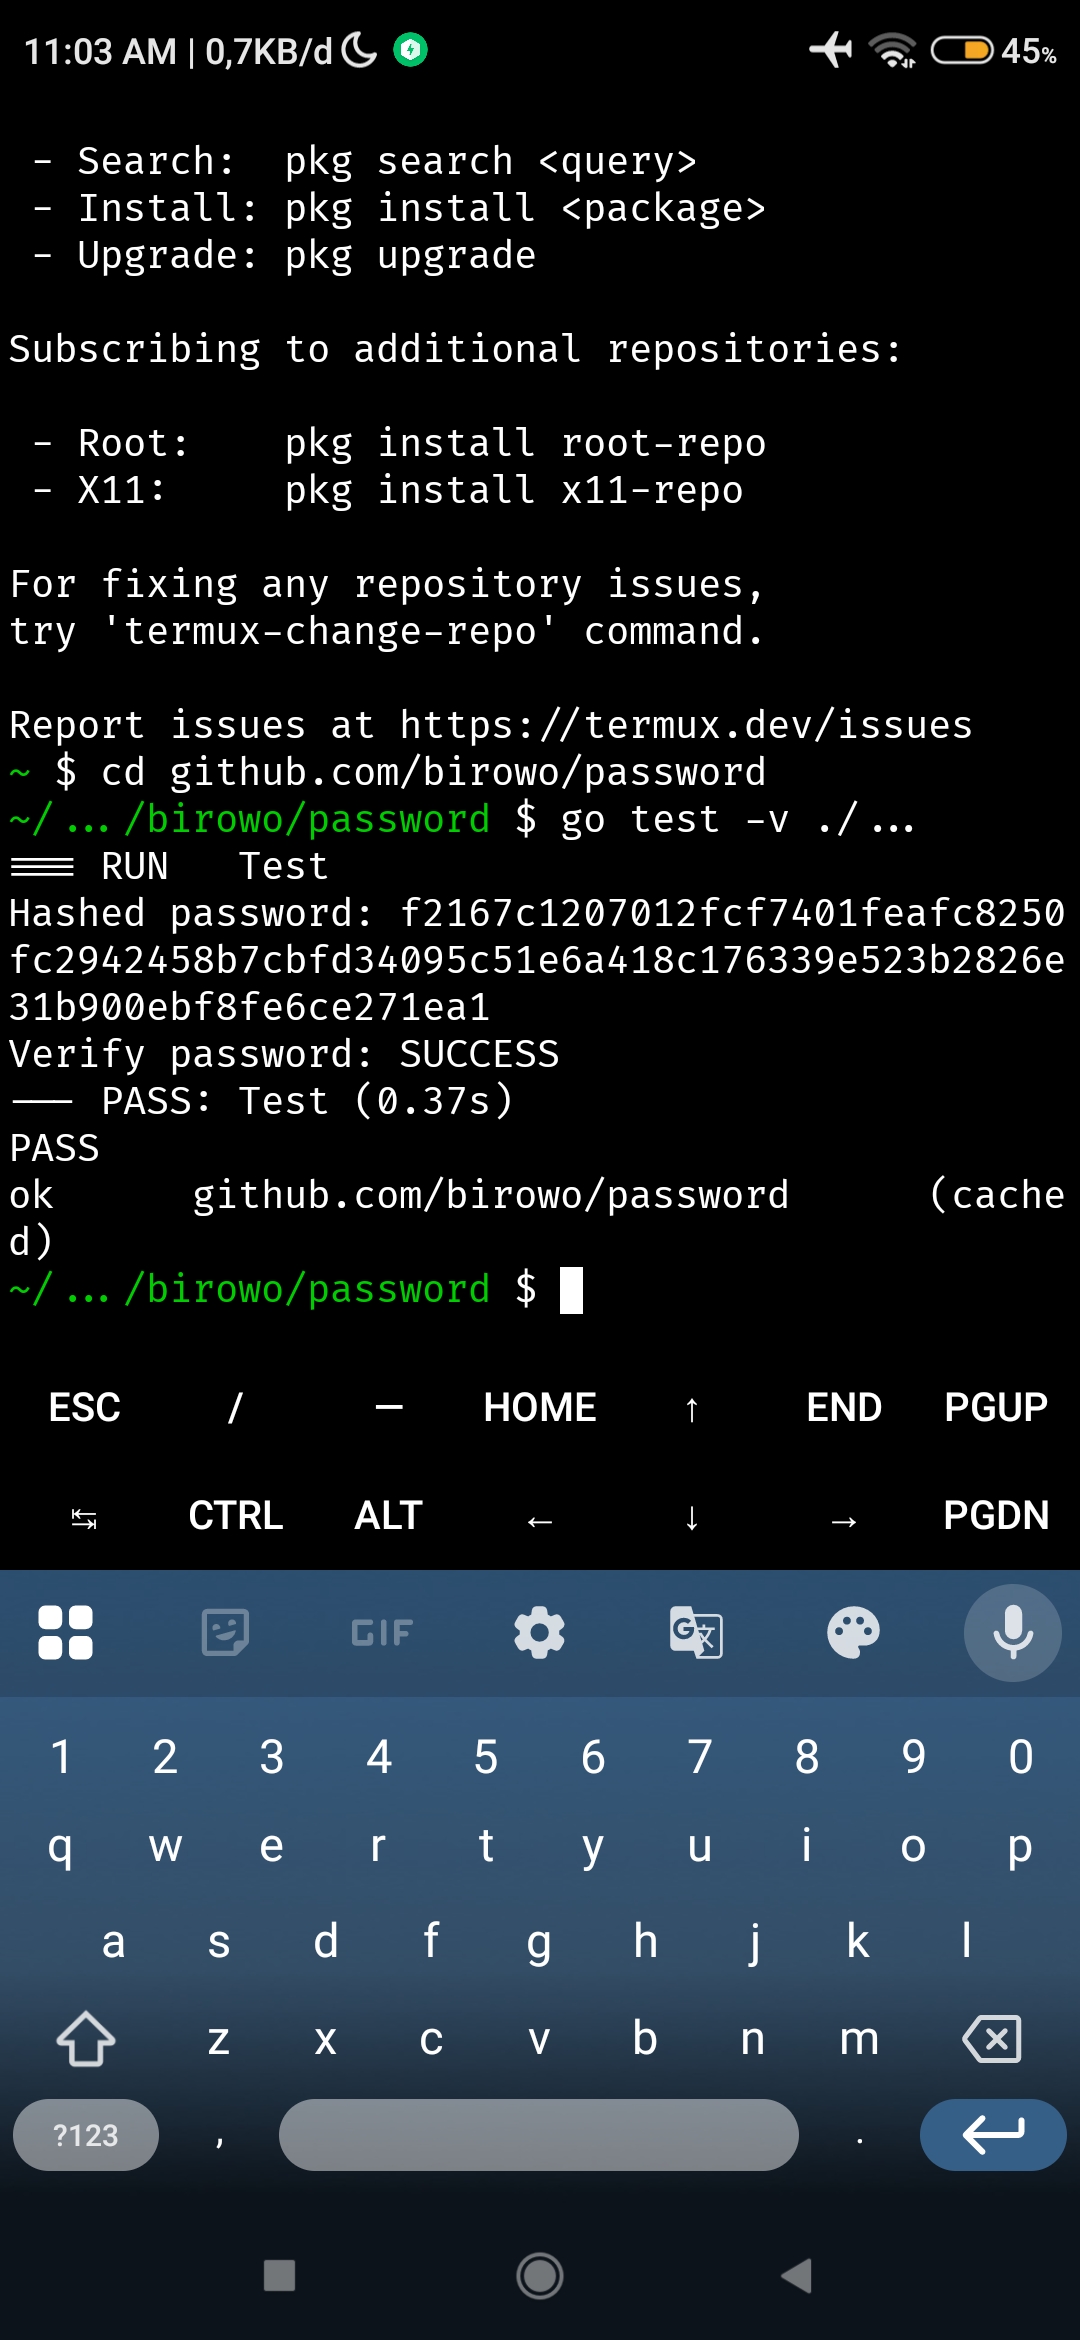 11:03 AM | 0,7KB/d 45%
- Search:  pkg search <query>
- Install: pkg install <package>
- Upgrade: pkg upgrade
Subscribing to additional repositories:
- Root:    pkg install root-repo
- X11:     pkg install x11-repo
For fixing any repository issues,
try 'termux-change-repo' command.
Report issues at https://termux.dev/issues
~ $ cd github.com/birowo/password
~/.../birowo/password $ go test -v ./...
=== RUN   Test
Hashed password: f2167c1207012fcf7401feafc8250
fc2942458b7cbfd34095c51e6a418c176339e523b2826e
31b900ebf8fe6ce271ea1
Verify password: SUCCESS
--- PASS: Test (0.37s)
PASS
ok      github.com/birowo/password      (cache
d)
~/.../birowo/password $
ESC / — HOME ↑ END PGUP
↹ CTRL ALT ← ↓ → PGDN
GIF G 文
1 2 3 4 5 6 7 8 9 0
q w e r t y u i o p
a s d f g h j k l
z x c v b n m
?123 , .